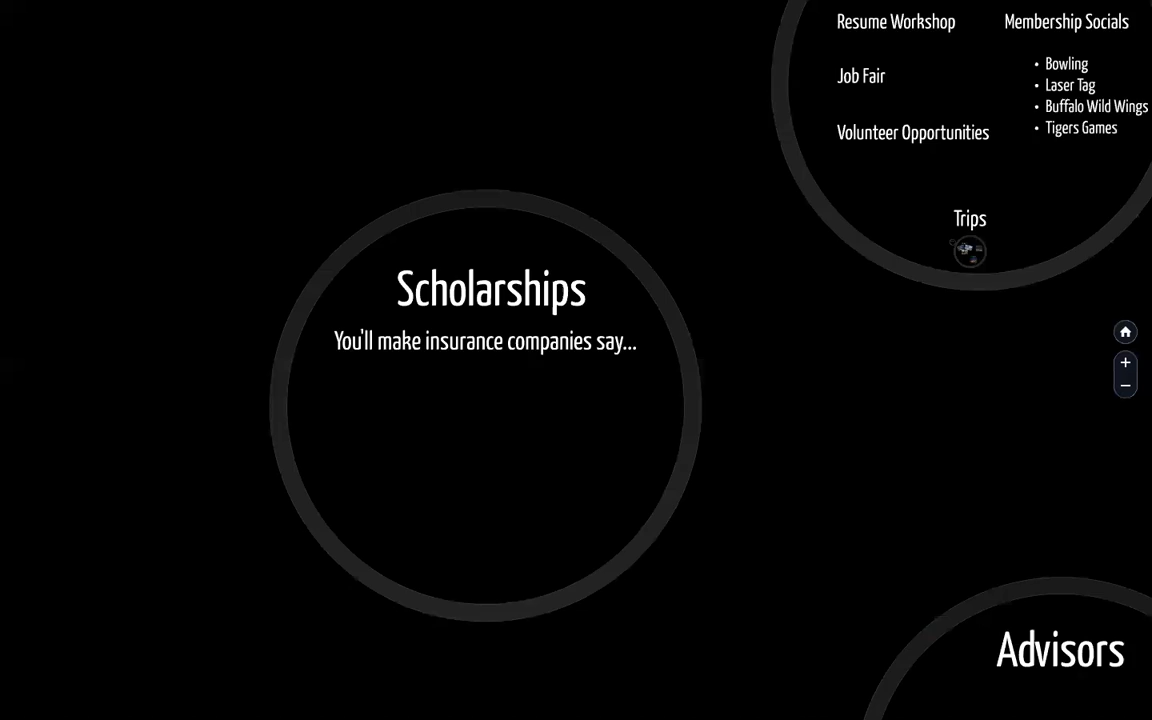 Resume Workshop
Job Fair
Volunteer Opportunities
Membership Socials
• Bowling
• Laser Tag
• Buffalo Wild Wings
• Tigers Games
Trips
Scholarships
You'll make insurance companies say...
Advisors